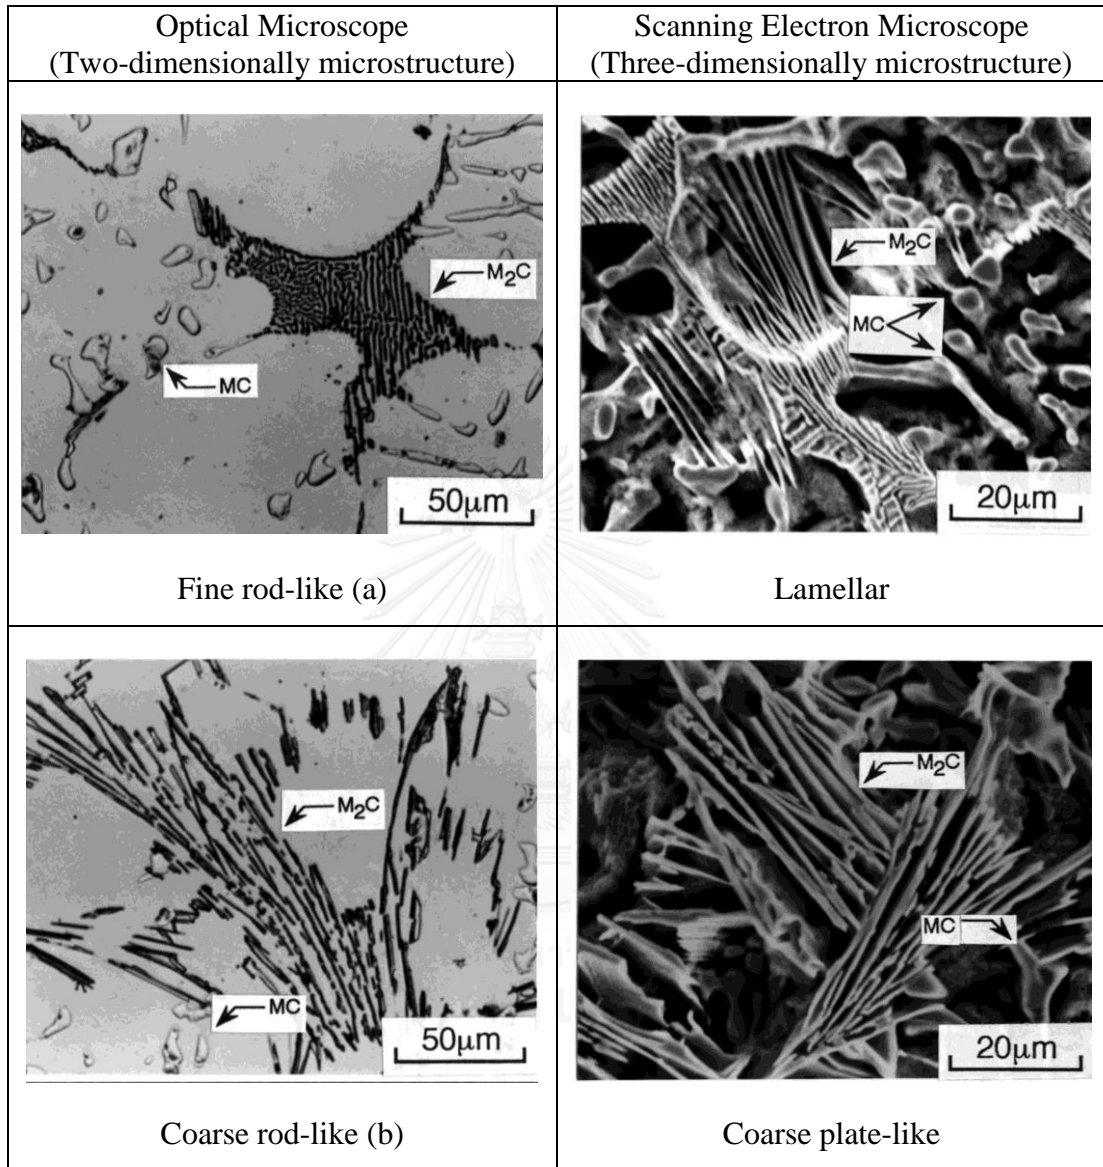 Optical Microscope
(Two-dimensionally microstructure)
Scanning Electron Microscope
(Three-dimensionally microstructure)
M₂C
MC
50μm
M₂C
MC
20μm
Fine rod-like (a)
Lamellar
M₂C
MC
50μm
M₂C
MC
20μm
Coarse rod-like (b)
Coarse plate-like